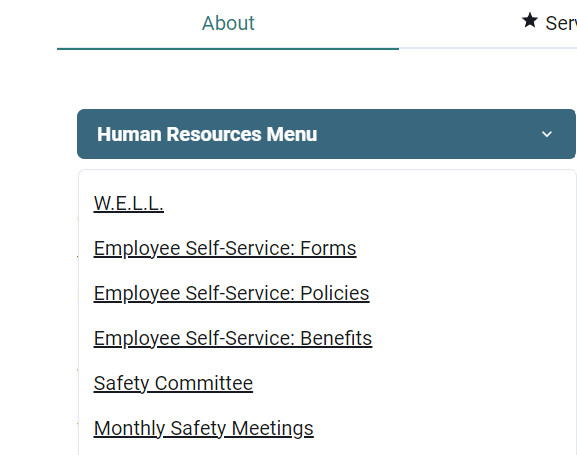 About
★ Serv
Human Resources Menu
W.E.L.L.
Employee Self-Service: Forms
Employee Self-Service: Policies
Employee Self-Service: Benefits
Safety Committee
Monthly Safety Meetings